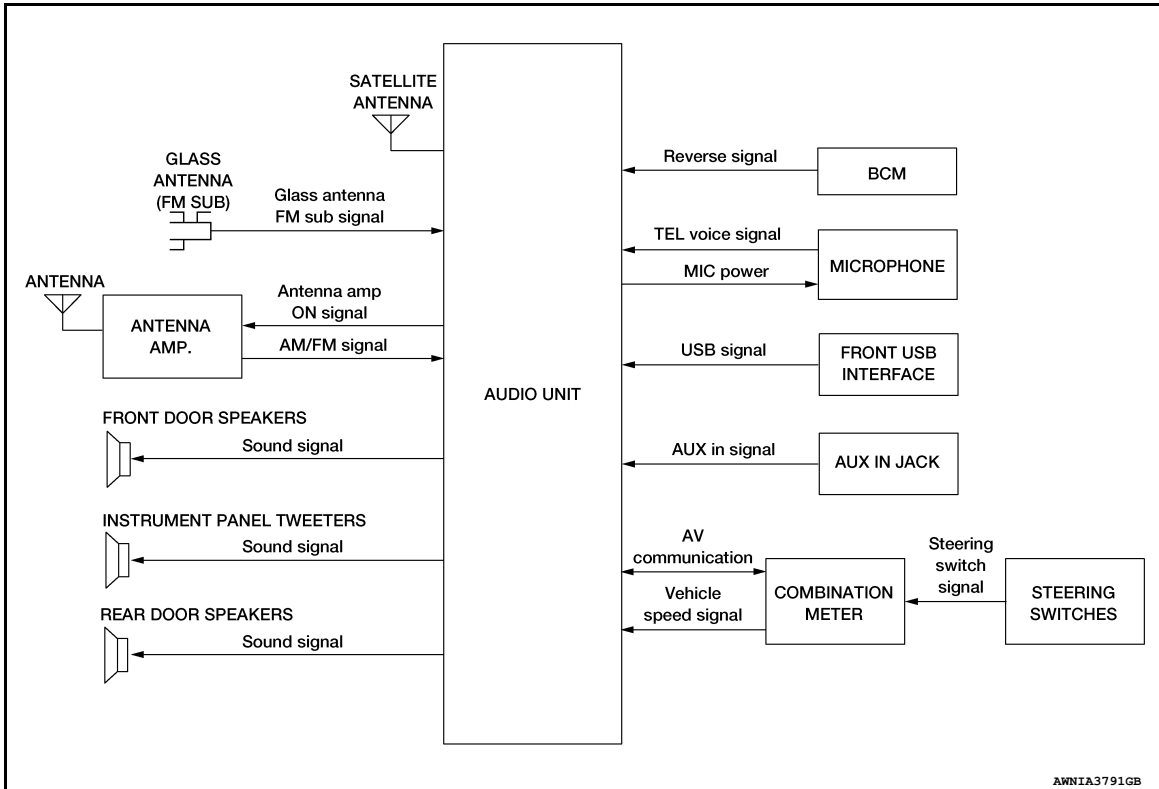 SATELLITE
ANTENNA
GLASS
ANTENNA
(FM SUB)
Glass antenna
FM sub signal
ANTENNA
ANTENNA
AMP.
Antenna amp
ON signal
AM/FM signal
FRONT DOOR SPEAKERS
Sound signal
INSTRUMENT PANEL TWEETERS
Sound signal
REAR DOOR SPEAKERS
Sound signal
AUDIO UNIT
Reverse signal
BCM
TEL voice signal
MIC power
MICROPHONE
USB signal
FRONT USB
INTERFACE
AUX in signal
AUX IN JACK
AV
communication
Vehicle
speed signal
COMBINATION
METER
Steering
switch
signal
STEERING
SWITCHES
AWNIA3791GB